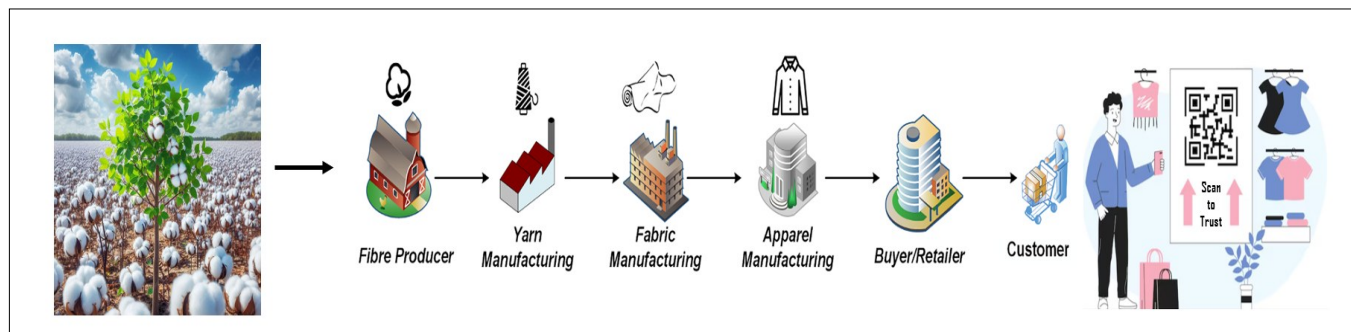 Fibre Producer
Yarn
Manufacturing
Fabric
Manufacturing
Apparel
Manufacturing
Buyer/Retailer
Customer
Scan
to
Trust